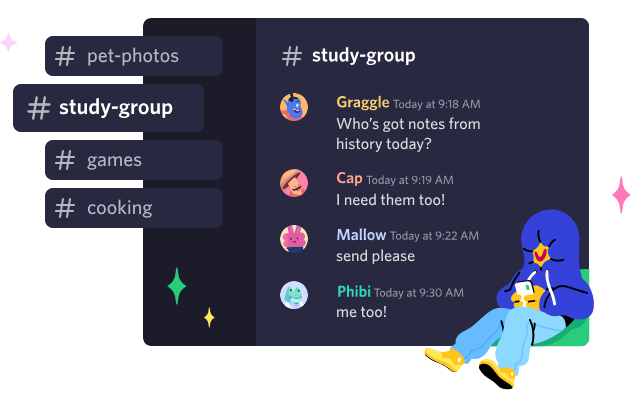 # pet-photos
# study-group
# games
# cooking
# study-group
Graggle Today at 9:18 AM
Who's got notes from
history today?
Cap Today at 9:19 AM
I need them too!
Mallow Today at 9:22 AM
send please
Phibi Today at 9:30 AM
me too!